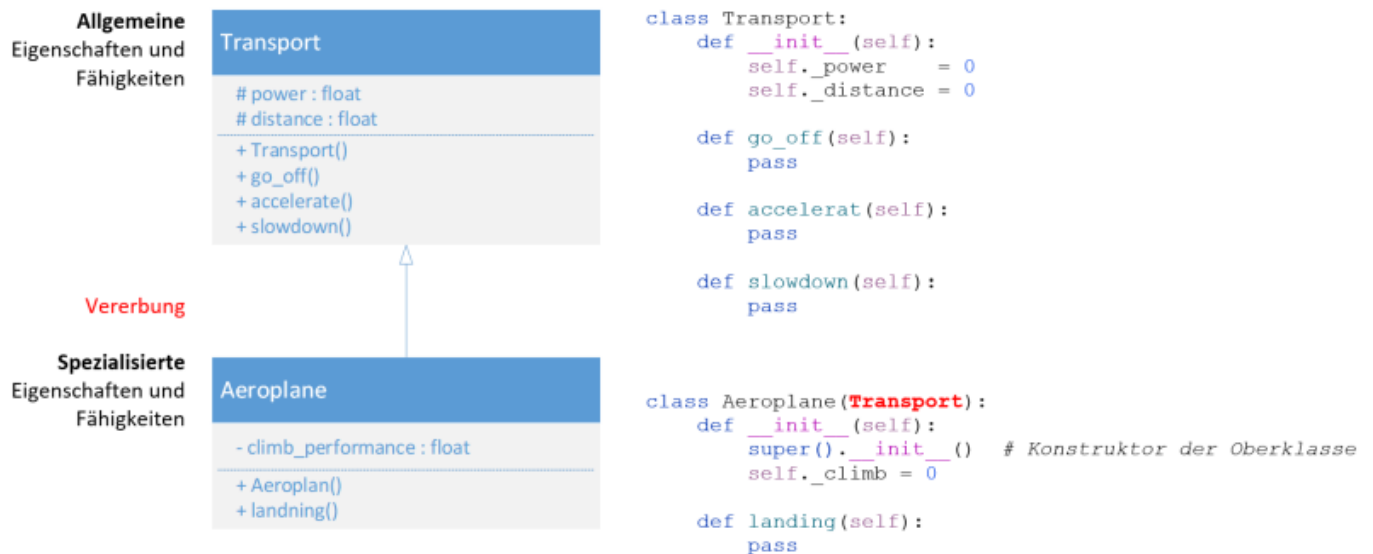 Allgemeine
Eigenschaften und
Fähigkeiten
Transport
# power : float
# distance : float
+ Transport()
+ go_off()
+ accelerate()
+ slowdown()
Vererbung
Spezialisierte
Eigenschaften und
Fähigkeiten
Aeroplane
- climb_performance : float
+ Aeroplan()
+ landning()
class Transport:
    def __init__(self):
        self._power    = 0
        self._distance = 0
    def go_off(self):
        pass
    def accelerat(self):
        pass
    def slowdown(self):
        pass
class Aeroplane(Transport):
    def __init__(self):
        super().__init__()  # Konstruktor der Oberklasse
        self._climb = 0
    def landing(self):
        pass